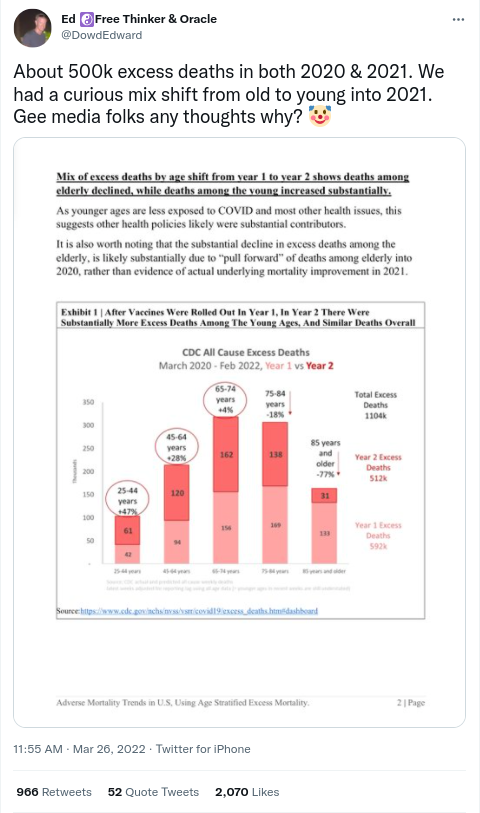 Ed ☯Free Thinker & Oracle
@DowdEdward
About 500k excess deaths in both 2020 & 2021. We
had a curious mix shift from old to young into 2021.
Gee media folks any thoughts why? 🤡
Mix of excess deaths by age shift from year 1 to year 2 shows deaths among
elderly declined, while deaths among the young increased substantially.
As younger ages are less exposed to COVID and most other health issues, this
suggests other health policies likely were substantial contributors.
It is also worth noting that the substantial decline in excess deaths among the
elderly, is likely substantially due to “pull forward” of deaths among elderly into
2020, rather than evidence of actual underlying mortality improvement in 2021.
Exhibit 1 | After Vaccines Were Rolled Out In Year 1, In Year 2 There Were
Substantially More Excess Deaths Among The Young Ages, And Similar Deaths Overall
CDC All Cause Excess Deaths
March 2020 - Feb 2022, Year 1 vs Year 2
Thousands
350
300
250
200
150
100
50
-
25-44
years
+47%
61
42
45-64
years
+28%
120
94
65-74
years
+4%
162
156
75-84
years
-18%
138
169
85 years
and
older
-77%
31
133
25-44 years
45-64 years
65-74 years
75-84 years
85 years and older
Total Excess
Deaths
1104k
Year 2 Excess
Deaths
512k
Year 1 Excess
Deaths
592k
Source:https://www.cdc.gov/nchs/nvss/vsrr/covid19/excess_deaths.htm#dashboard
Adverse Mortality Trends in U.S, Using Age Stratified Excess Mortality.
2 | Page
11:55 AM · Mar 26, 2022 · Twitter for iPhone
966 Retweets 52 Quote Tweets 2,070 Likes